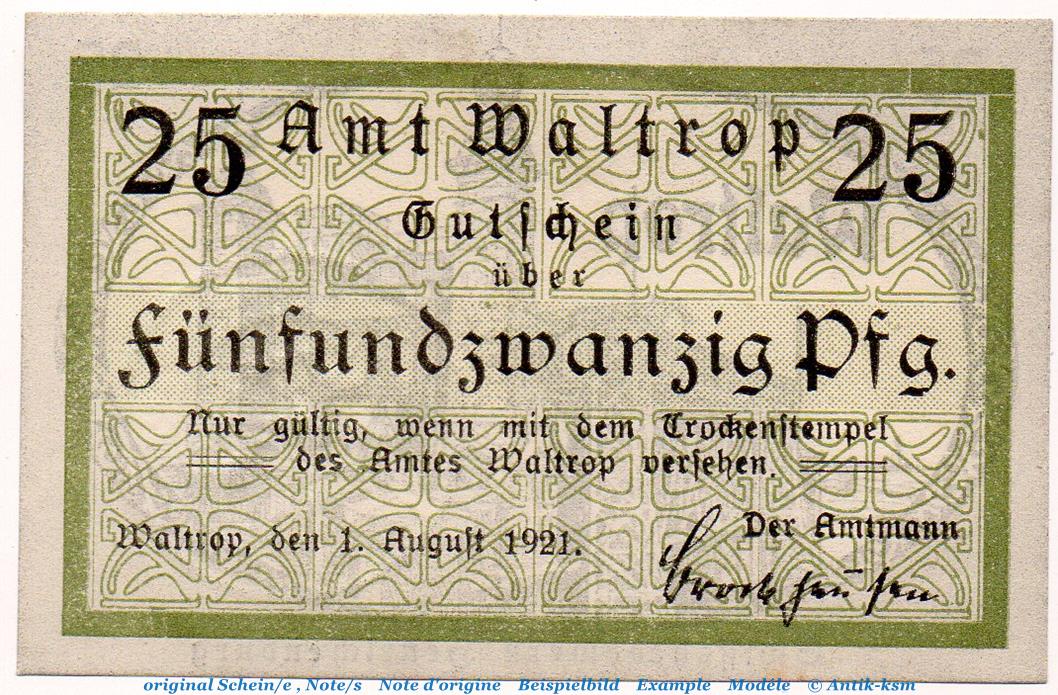 25 Amt Waltrop 25
Gutschein
über
Fünfundzwanzig Pfg.
Nur gültig, wenn mit dem Trockenstempel
des Amtes Waltrop versehen.
Waltrop, den 1. August 1921.
Der Amtmann
original Schein/e , Note/s Note d'origine Beispielbild Example Modéle © Antik-ksm